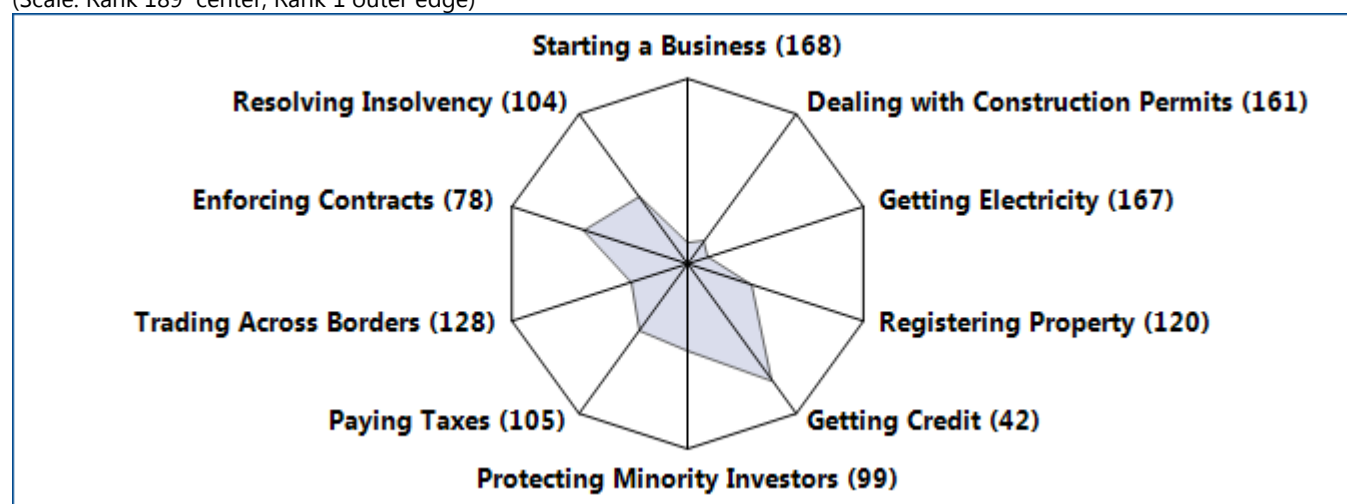 (Scale: Rank 189 center, Rank 1 outer edge)
Starting a Business (168)
Resolving Insolvency (104)
Dealing with Construction Permits (161)
Enforcing Contracts (78)
Getting Electricity (167)
Trading Across Borders (128)
Registering Property (120)
Paying Taxes (105)
Getting Credit (42)
Protecting Minority Investors (99)